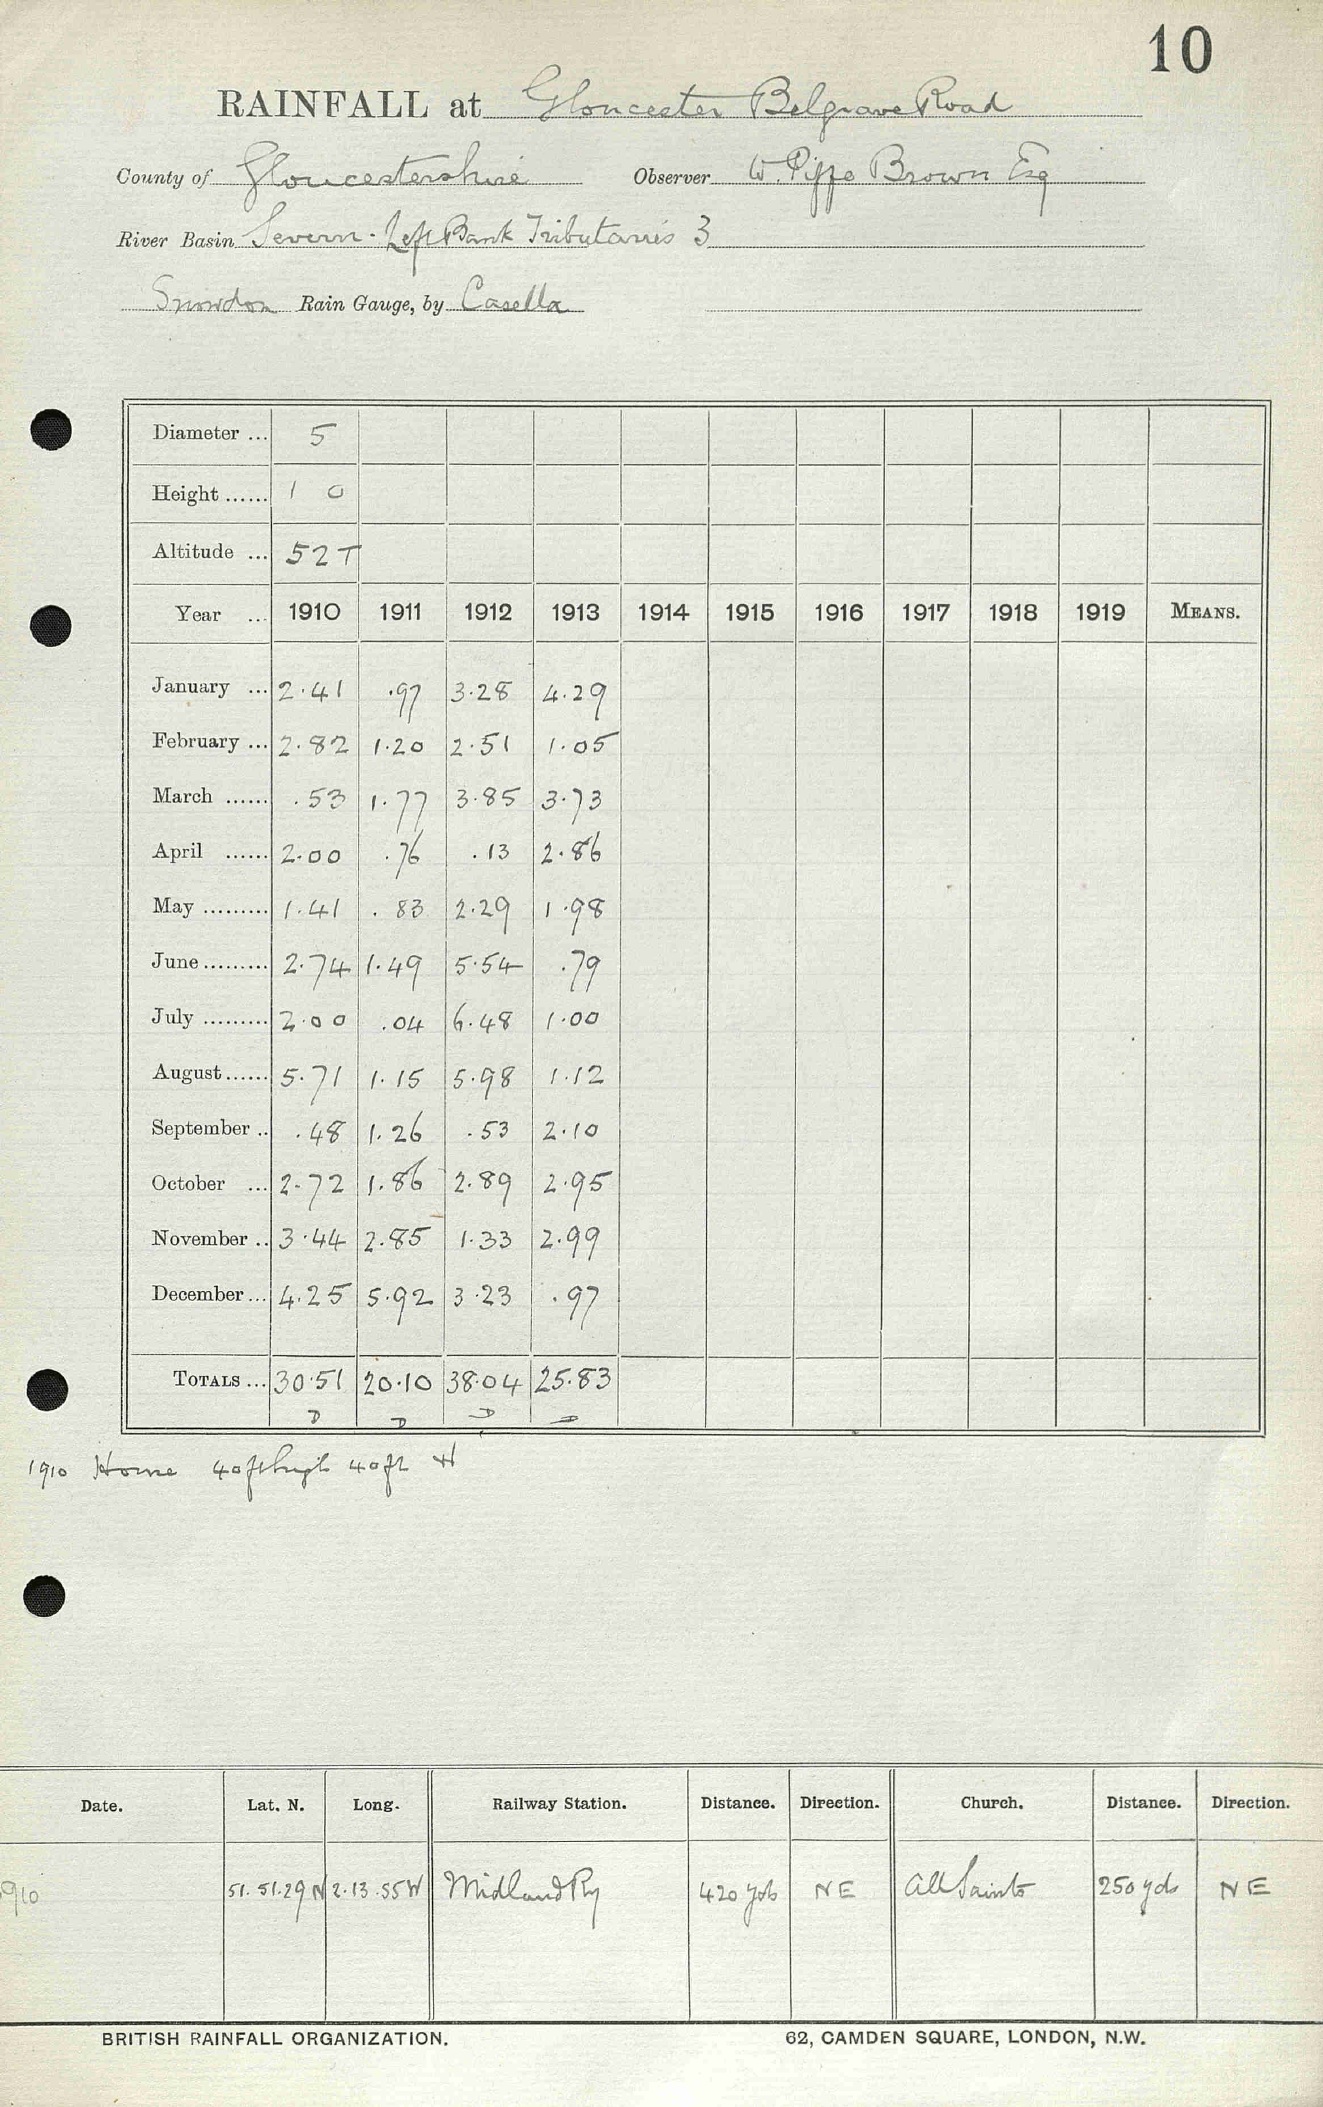 10
RAINFALL at Gloucester Belgrave Road
County of Gloucestershire Observer W. Piffe Brown Esq
River Basin Severn - Left Bank Tributaries 3
Snowdon Rain Gauge, by Casella
Diameter ... 5
Height ...... 1 0
Altitude ... 52 T
Year ... 1910 1911 1912 1913 1914 1915 1916 1917 1918 1919 MEANS.
January ... 2.41 .97 3.28 4.29
February ... 2.82 1.20 2.51 1.05
March ...... .53 1.77 3.85 3.73
April ...... 2.00 .76 .13 2.86
May ......... 1.41 .83 2.29 1.98
June ......... 2.74 1.49 5.54 .79
July ......... 2.00 .04 6.48 1.00
August ...... 5.71 1.15 5.98 1.12
September .. .48 1.26 .53 2.10
October ... 2.72 1.86 2.89 2.95
November .. 3.44 2.85 1.33 2.99
December ... 4.25 5.92 3.23 .97
TOTALS ... 30.51 20.10 38.04 25.83
D D D D
1910 House 40ft high 40ft W
Date. Lat. N. Long. Railway Station. Distance. Direction. Church. Distance. Direction.
1910 51.51.29 N 2.13.55 W Midland Ry 420 yds NE All Saints 250 yds NE
BRITISH RAINFALL ORGANIZATION. 62, CAMDEN SQUARE, LONDON, N.W.